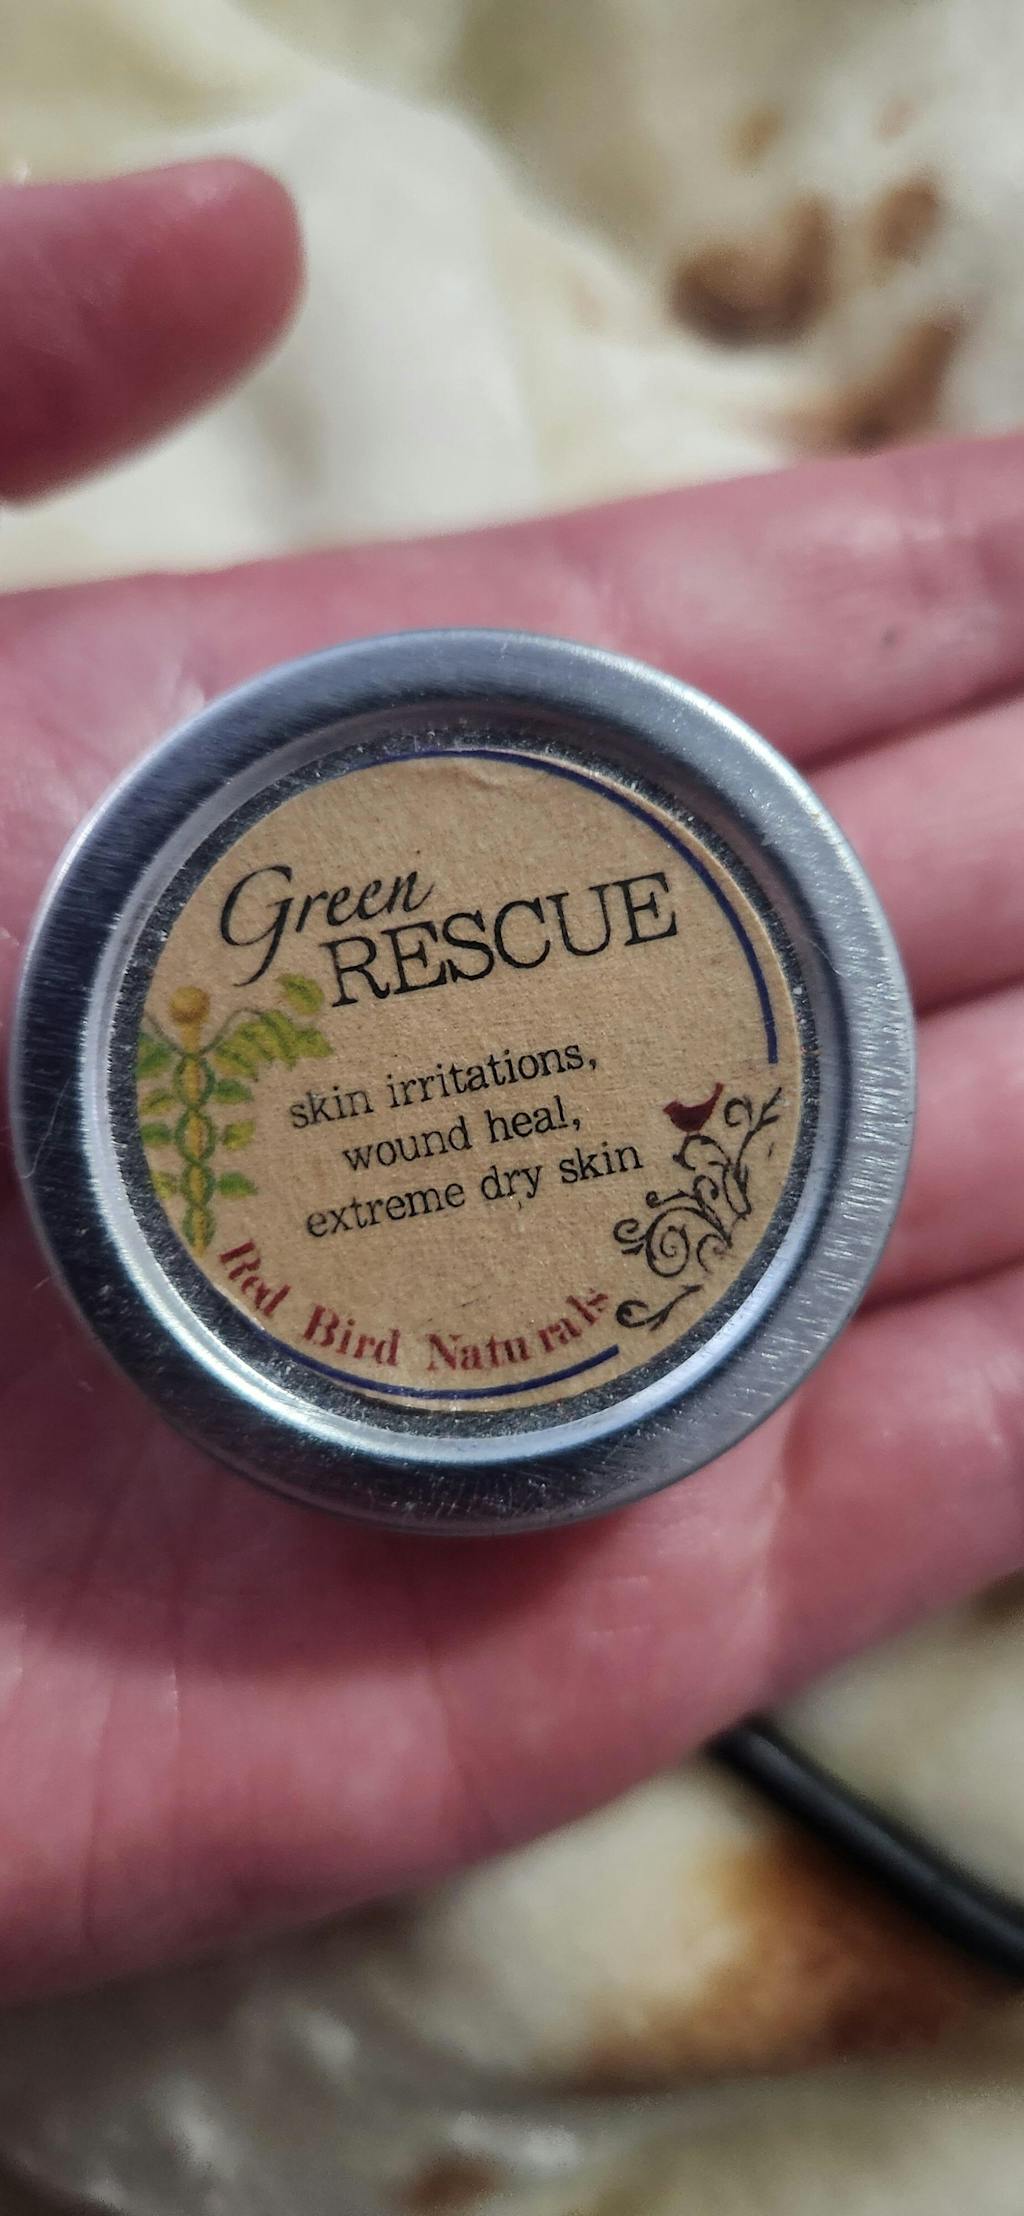 Green
RESCUE
skin irritations,
wound heal,
extreme dry skin
Red Bird Naturals